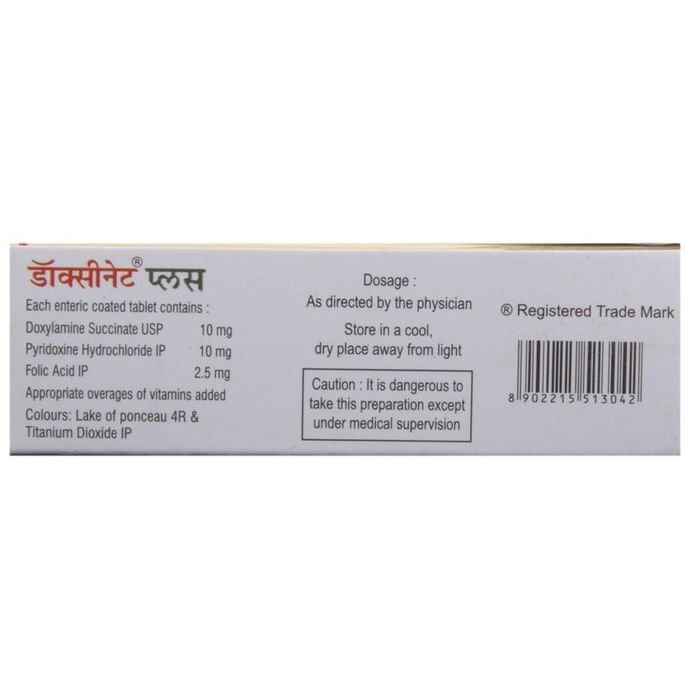 डॉक्सीनेट® प्लस
Each enteric coated tablet contains :
Doxylamine Succinate USP 10 mg
Pyridoxine Hydrochloride IP 10 mg
Folic Acid IP 2.5 mg
Appropriate overages of vitamins added
Colours: Lake of ponceau 4R &
Titanium Dioxide IP
Dosage :
As directed by the physician
Store in a cool,
dry place away from light
Caution : It is dangerous to
take this preparation except
under medical supervision
® Registered Trade Mark
8 902215 513042